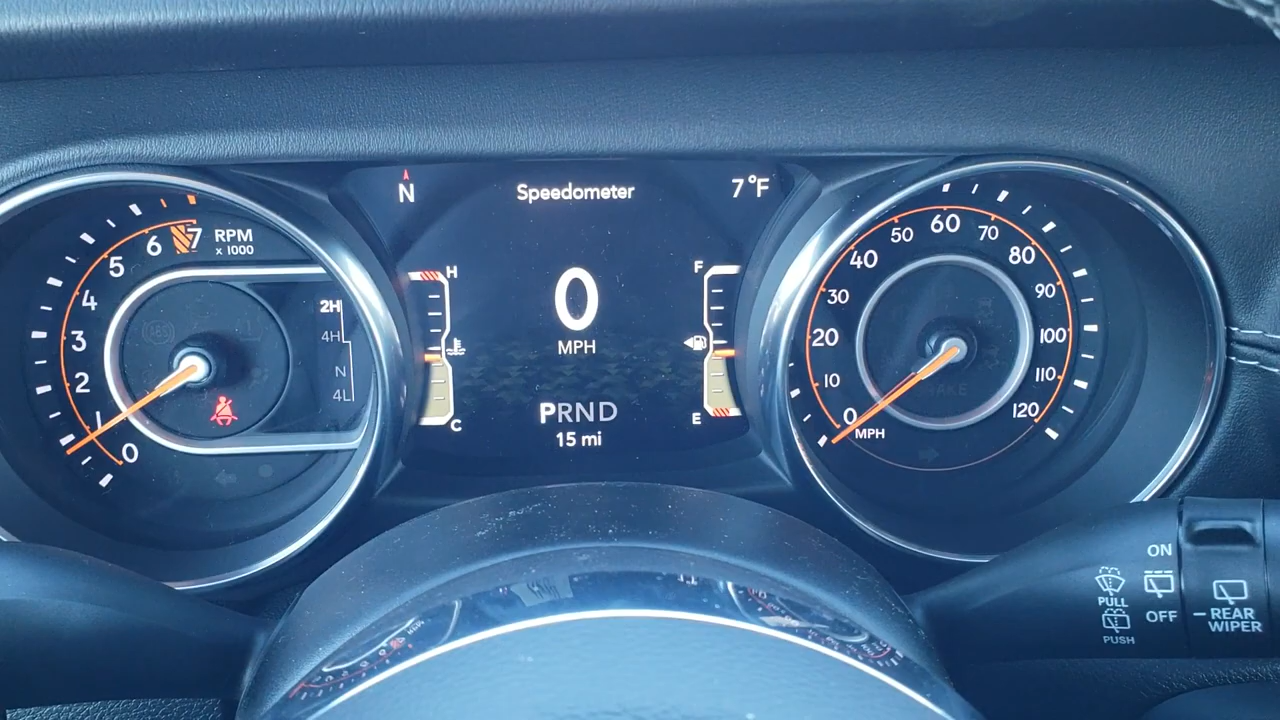 N
Speedometer
7°F
7
6
5
4
3
2
1
0
RPM
x 1000
2H
4H
N
4L
H
C
0
MPH
PRND
15 mi
F
E
0
10
20
30
40
50
60
70
80
90
100
110
120
MPH
BRAKE
ON
OFF
PULL
PUSH
REAR
WIPER